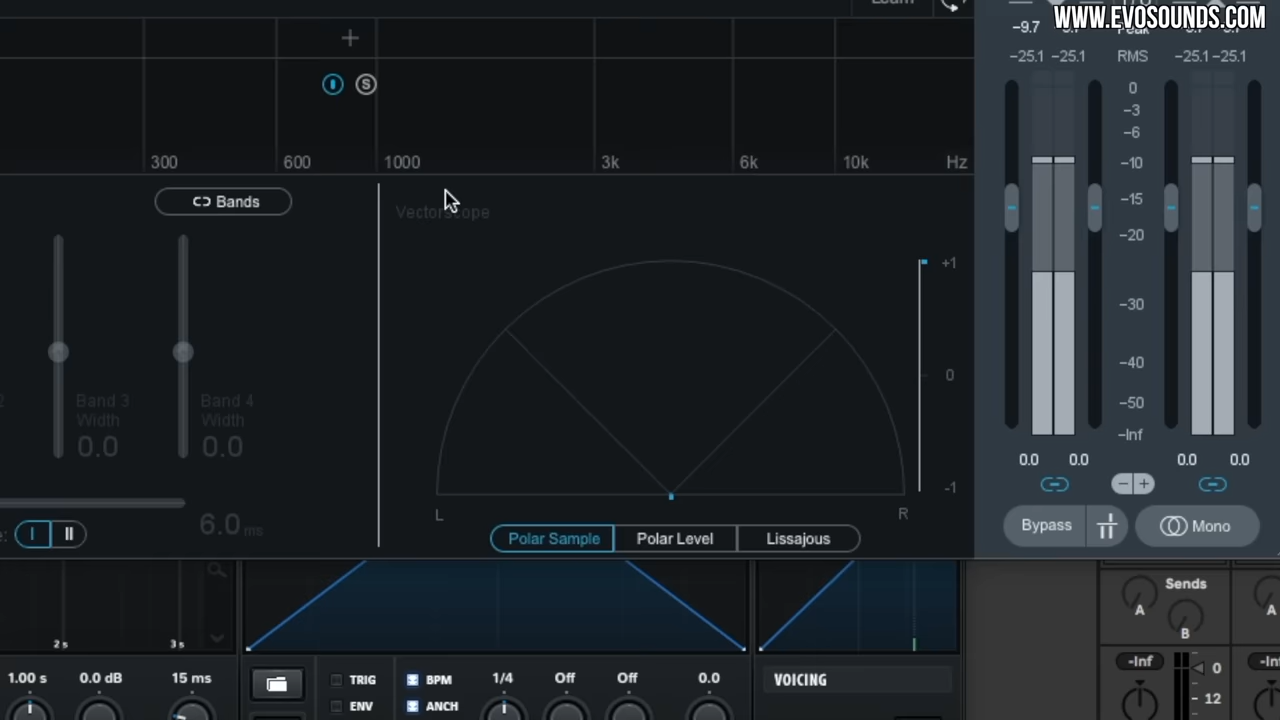 Learn
WWW.EVOSOUNDS.COM
-9.7 Peak
-25.1 -25.1 RMS -25.1 -25.1
S
300 600 1000 3k 6k 10k Hz
Bands
Vectorscope
0
-3
-6
-10
-15
-20
-30
-40
-50
-Inf
+1
0
-1
2
Band 3
Width
0.0
Band 4
Width
0.0
L
R
0.0 0.0 0.0 0.0
I II
6.0 ms
Polar Sample Polar Level Lissajous
Bypass
Mono
2 s 3 s
Sends
A A
B
1.00 s 0.0 dB 15 ms
TRIG BPM 1/4 Off Off 0.0
ENV ANCH
VOICING
-Inf 0
12